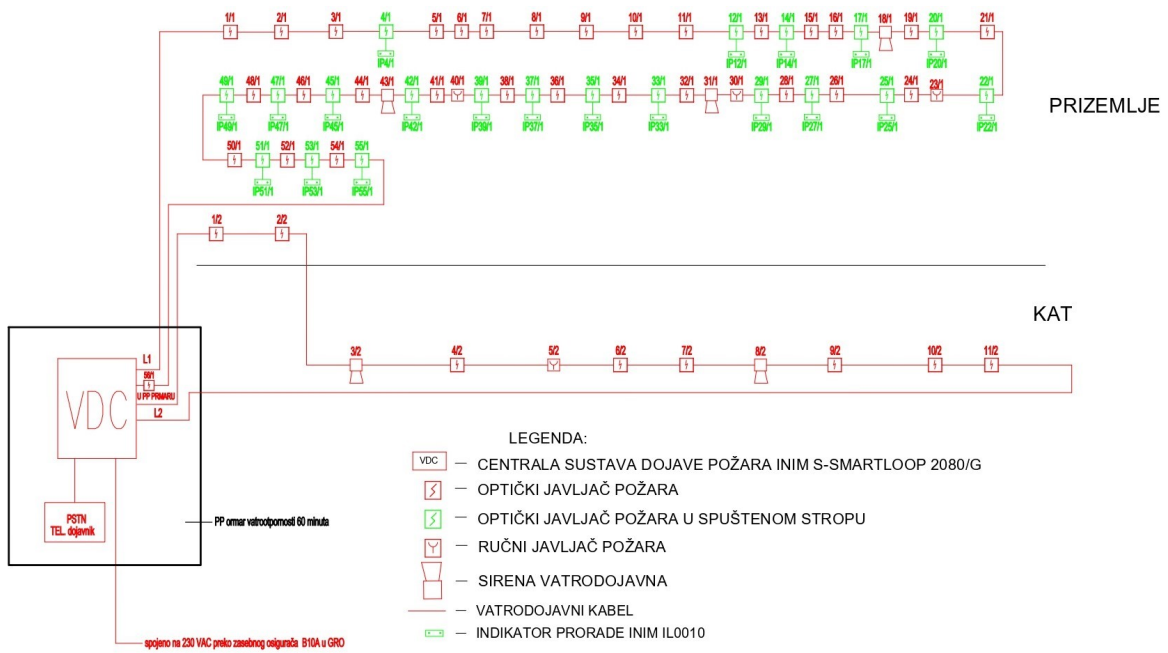 1/1 2/1 3/1 4/1 5/1 6/1 7/1 8/1 9/1 10/1 11/1 12/1 13/1 14/1 15/1 16/1 17/1 18/1 19/1 20/1 21/1
IP4/1 IP12/1 IP14/1 IP17/1 IP20/1
49/1 48/1 47/1 46/1 45/1 44/1 43/1 42/1 41/1 40/1 39/1 38/1 37/1 36/1 35/1 34/1 33/1 32/1 31/1 30/1 29/1 28/1 27/1 26/1 25/1 24/1 23/1 22/1
PRIZEMLJE
IP49/1 IP47/1 IP45/1 IP42/1 IP39/1 IP37/1 IP35/1 IP33/1 IP29/1 IP27/1 IP25/1 IP22/1
50/1 51/1 52/1 53/1 54/1 55/1
IP51/1 IP53/1 IP55/1
1/2 2/2
KAT
3/2 4/2 5/2 6/2 7/2 8/2 9/2 10/2 11/2
L1
56/1
U PP PRMARU
VDC
L2
PSTN
TEL. dojavnik
PP ormar vatrootpornosti 60 minuta
spojeno na 230 VAC preko zasebnog osigurača B10A u GRO
LEGENDA:
VDC — CENTRALA SUSTAVA DOJAVE POŽARA INIM S-SMARTLOOP 2080/G
— OPTIČKI JAVLJAČ POŽARA
— OPTIČKI JAVLJAČ POŽARA U SPUŠTENOM STROPU
— RUČNI JAVLJAČ POŽARA
— SIRENA VATRODOJAVNA
— VATRODOJAVNI KABEL
— INDIKATOR PRORADE INIM IL0010